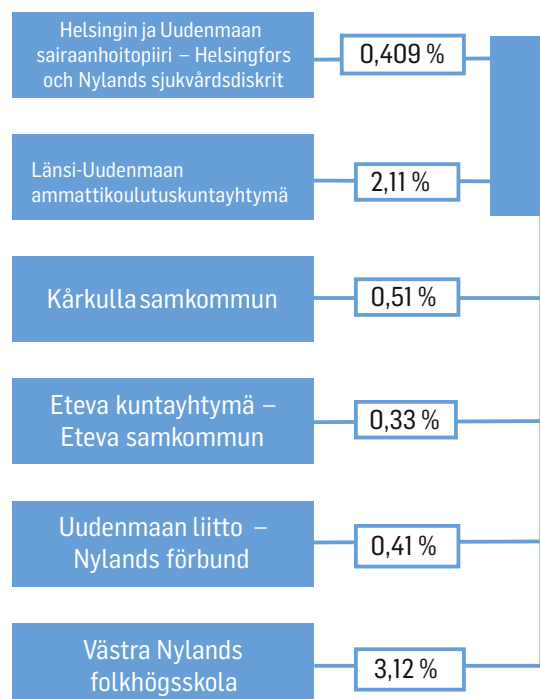 Helsingin ja Uudenmaan
sairaanhoitopiiri – Helsingfors
och Nylands sjukvårdsdiskrit
0,409 %
Länsi-Uudenmaan
ammattikoulutuskuntayhtymä
2,11 %
Kårkulla samkommun
0,51 %
Eteva kuntayhtymä –
Eteva samkommun
0,33 %
Uudenmaan liitto –
Nylands förbund
0,41 %
Västra Nylands
folkhögsskola
3,12 %